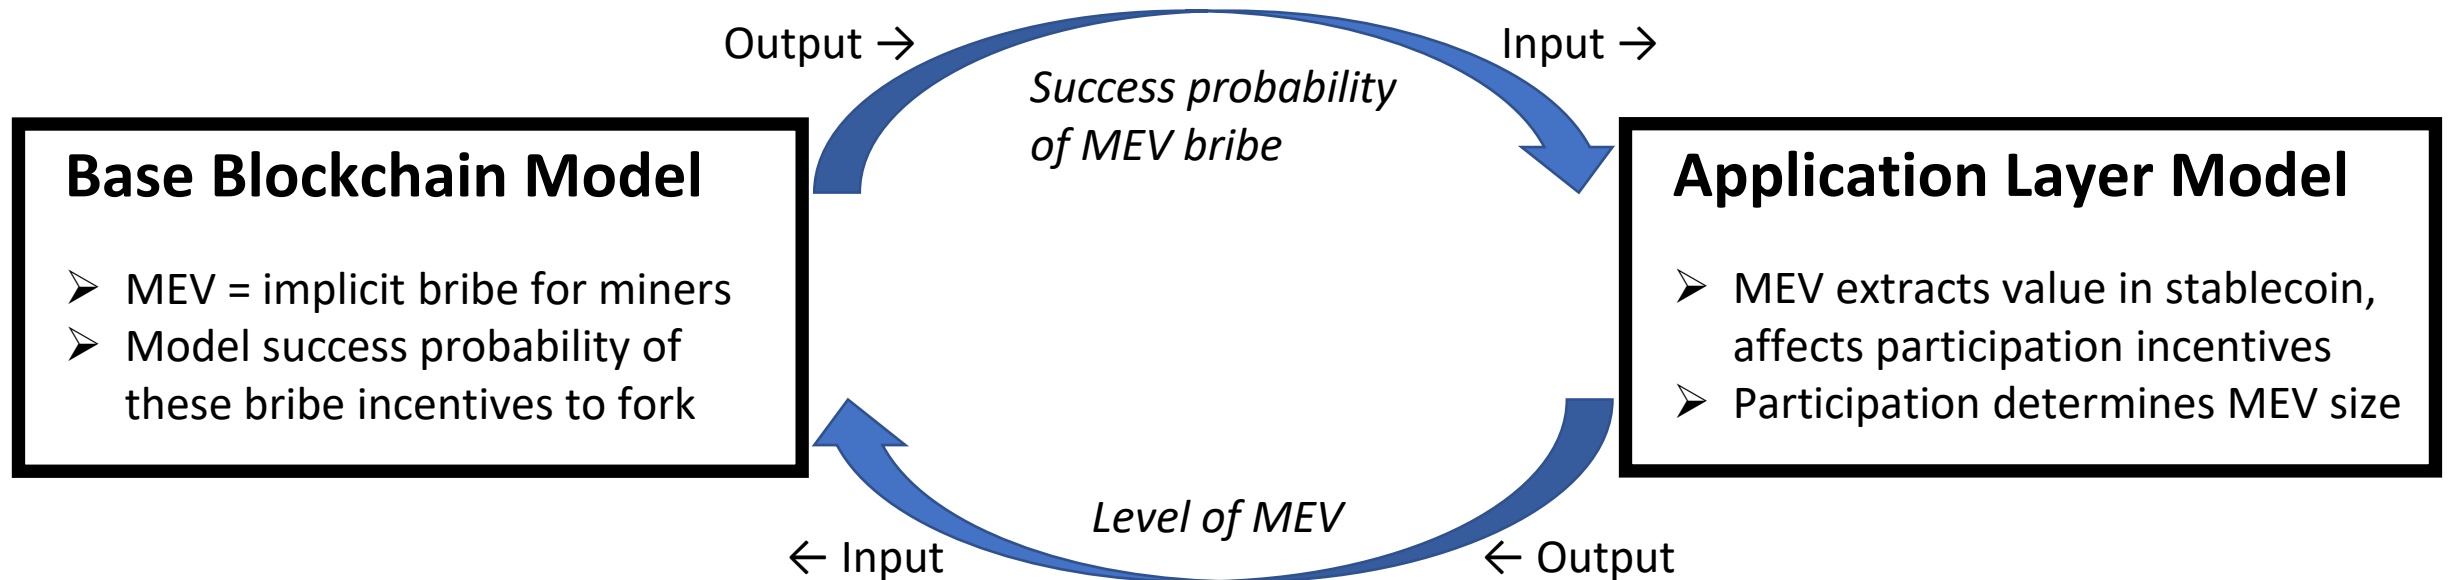 Output →
Input →
Success probability
of MEV bribe
Base Blockchain Model
➢ MEV = implicit bribe for miners
➢ Model success probability of
these bribe incentives to fork
Application Layer Model
➢ MEV extracts value in stablecoin,
affects participation incentives
➢ Participation determines MEV size
Level of MEV
← Input
← Output